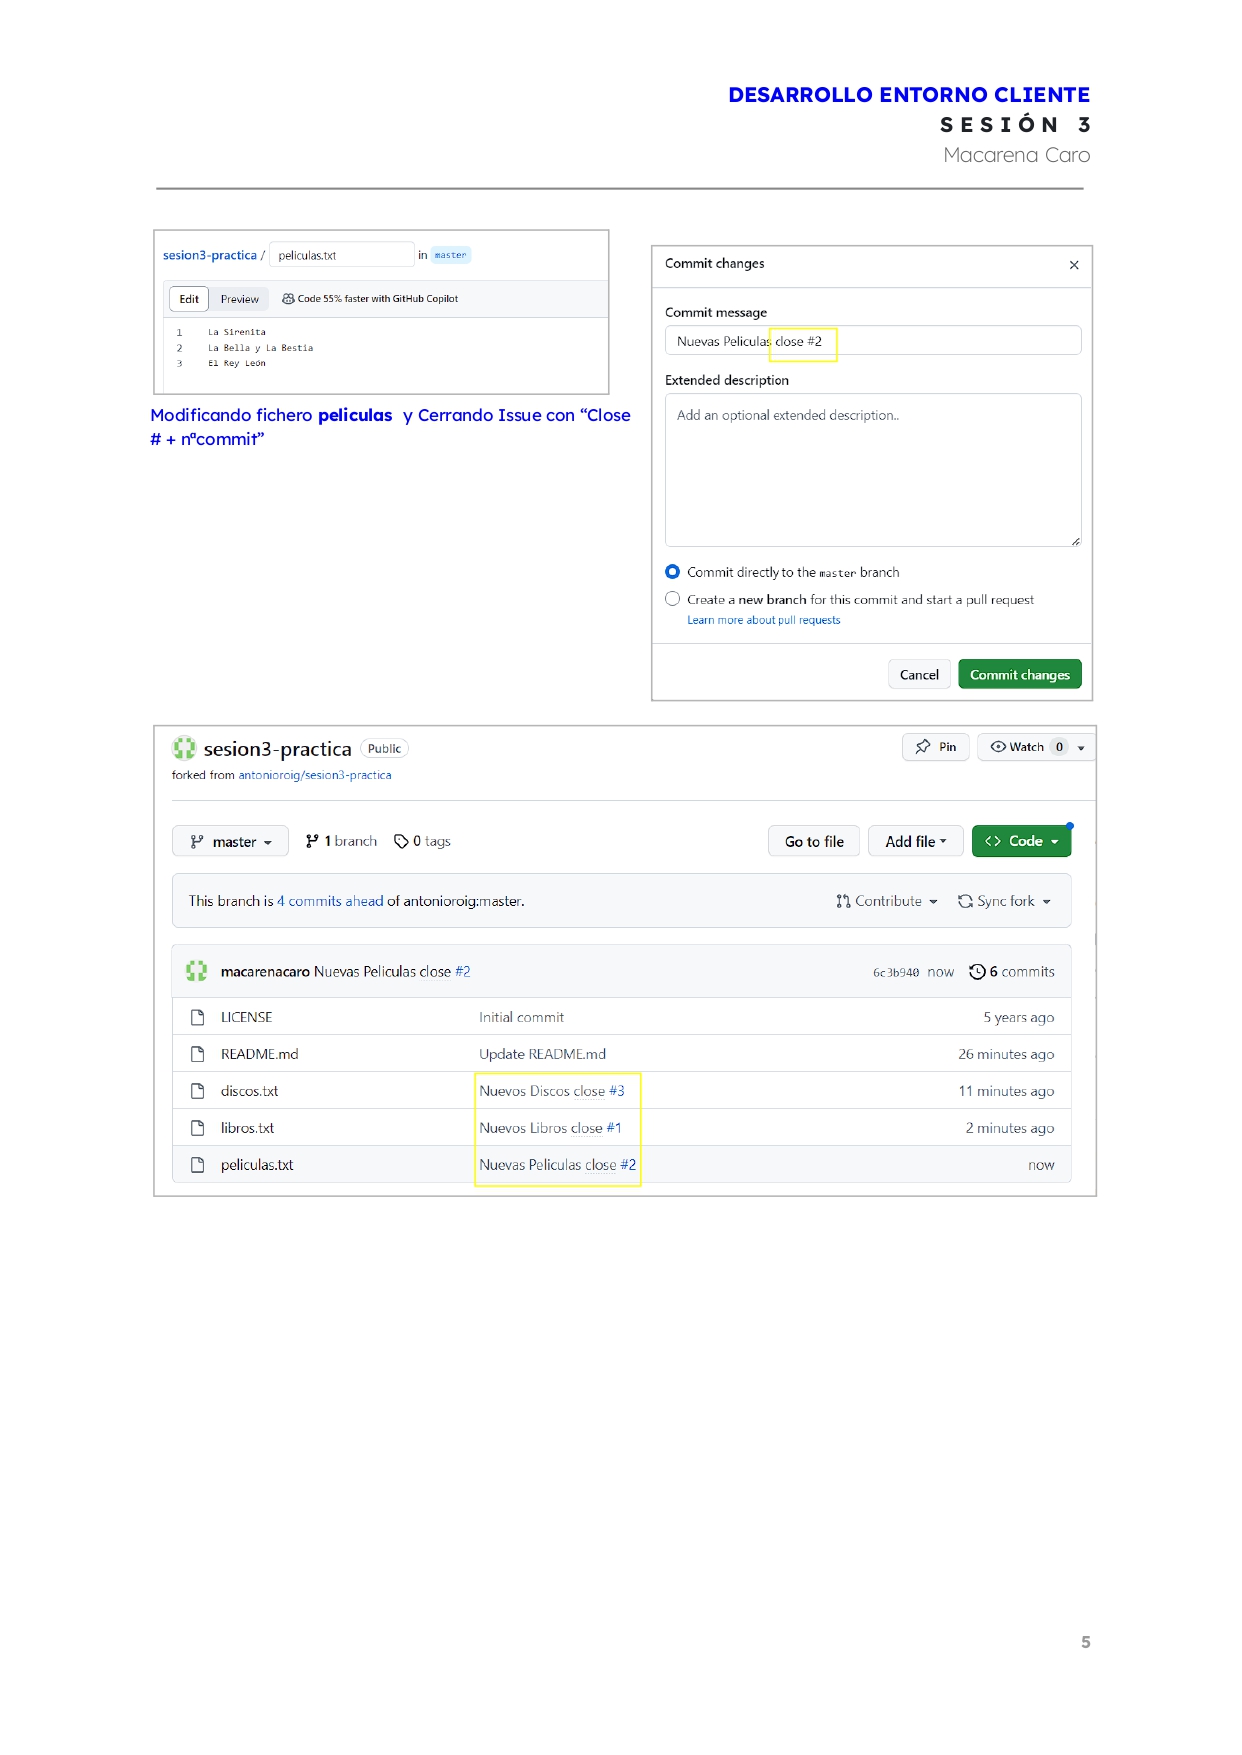 DESARROLLO ENTORNO CLIENTE
SESIÓN 3
Macarena Caro
sesion3-practica / peliculas.txt in master
Edit Preview Code 55% faster with GitHub Copilot
1 La Sirenita
2 La Bella y La Bestia
3 El Rey León
Modificando fichero peliculas y Cerrando Issue con “Close
# + nªcommit”
Commit changes
Commit message
Nuevas Peliculas close #2
Extended description
Add an optional extended description..
Commit directly to the master branch
Create a new branch for this commit and start a pull request
Learn more about pull requests
Cancel Commit changes
sesion3-practica Public Pin Watch 0
forked from antonioroig/sesion3-practica
master 1 branch 0 tags Go to file Add file Code
This branch is 4 commits ahead of antonioroig:master. Contribute Sync fork
macarenacaro Nuevas Peliculas close #2 6c3b940 now 6 commits
LICENSE Initial commit 5 years ago
README.md Update README.md 26 minutes ago
discos.txt Nuevos Discos close #3 11 minutes ago
libros.txt Nuevos Libros close #1 2 minutes ago
peliculas.txt Nuevas Peliculas close #2 now
5